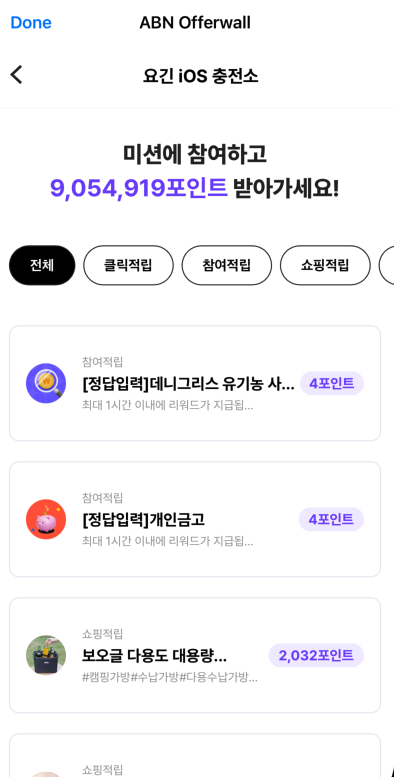 Done
ABN Offerwall
요긴 iOS 충전소
미션에 참여하고
9,054,919포인트 받아가세요!
전체
클릭적립
참여적립
쇼핑적립
참여적립
[정답입력]데니그리스 유기농 사...
4포인트
최대 1시간 이내에 리워드가 지급됩...
참여적립
[정답입력]개인금고
4포인트
최대 1시간 이내에 리워드가 지급됩...
쇼핑적립
보오글 다용도 대용량...
2,032포인트
#캠핑가방#수납가방#다용수납가방...
쇼핑적립